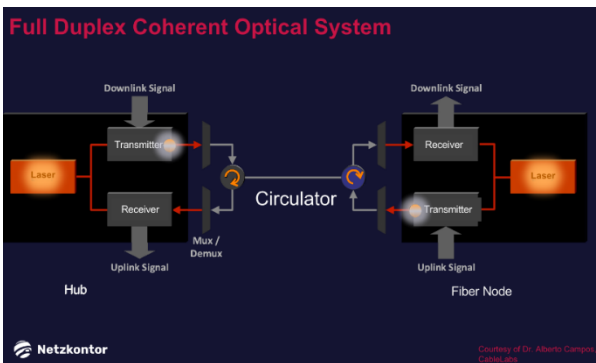 Full Duplex Coherent Optical System
Downlink Signal
Downlink Signal
Transmitter
Receiver
Laser
Laser
Circulator
Receiver
Transmitter
Mux /
Demux
Uplink Signal
Uplink Signal
Hub
Fiber Node
Netzkontor
Courtesy of Dr. Alberto Campos,
CableLabs